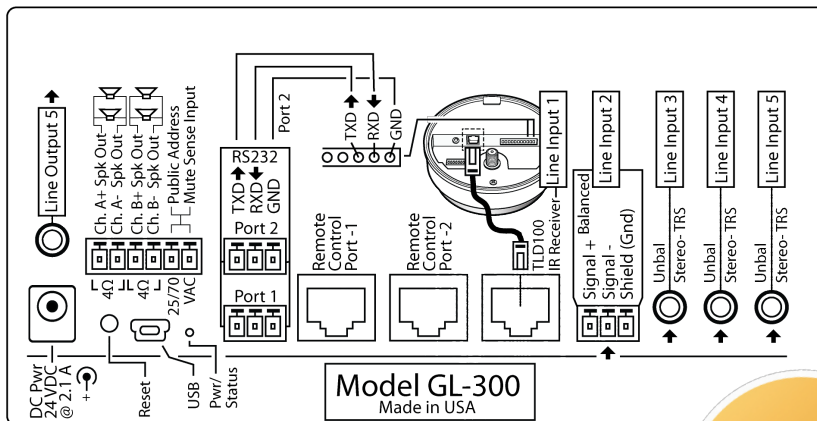 Line Output 5
Ch. A+ Spk Out
Ch. A- Spk Out
Ch. B+ Spk Out
Ch. B- Spk Out
Public Address
Mute Sense Input
4Ω
4Ω
25/70
VAC
DC Pwr
24 VDC
@ 2.1 A
+
Reset
USB
Pwr/
Status
RS232
TXD
RXD
GND
Port 2
Port 1
Port 2
TXD
RXD
GND
Remote
Control
Port -1
Remote
Control
Port -2
TLD100
IR Receiver
Line Input 1
Line Input 2
Balanced
Signal +
Signal -
Shield (Gnd)
Line Input 3
Unbal
Stereo- TRS
Line Input 4
Unbal
Stereo- TRS
Line Input 5
Unbal
Stereo- TRS
Model GL-300
Made in USA